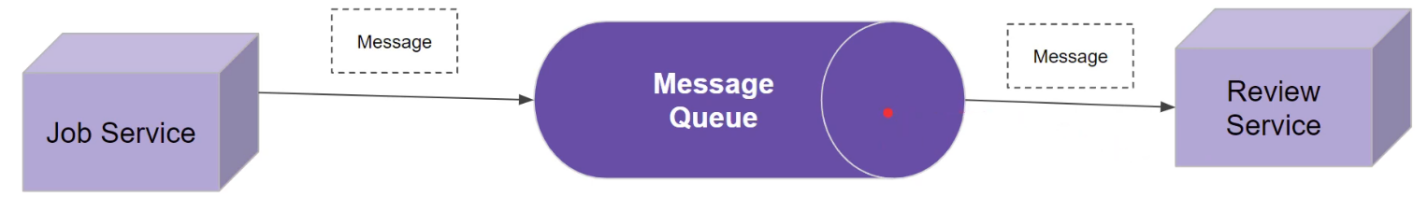 Job Service
Message
Message
Queue
Message
Review
Service